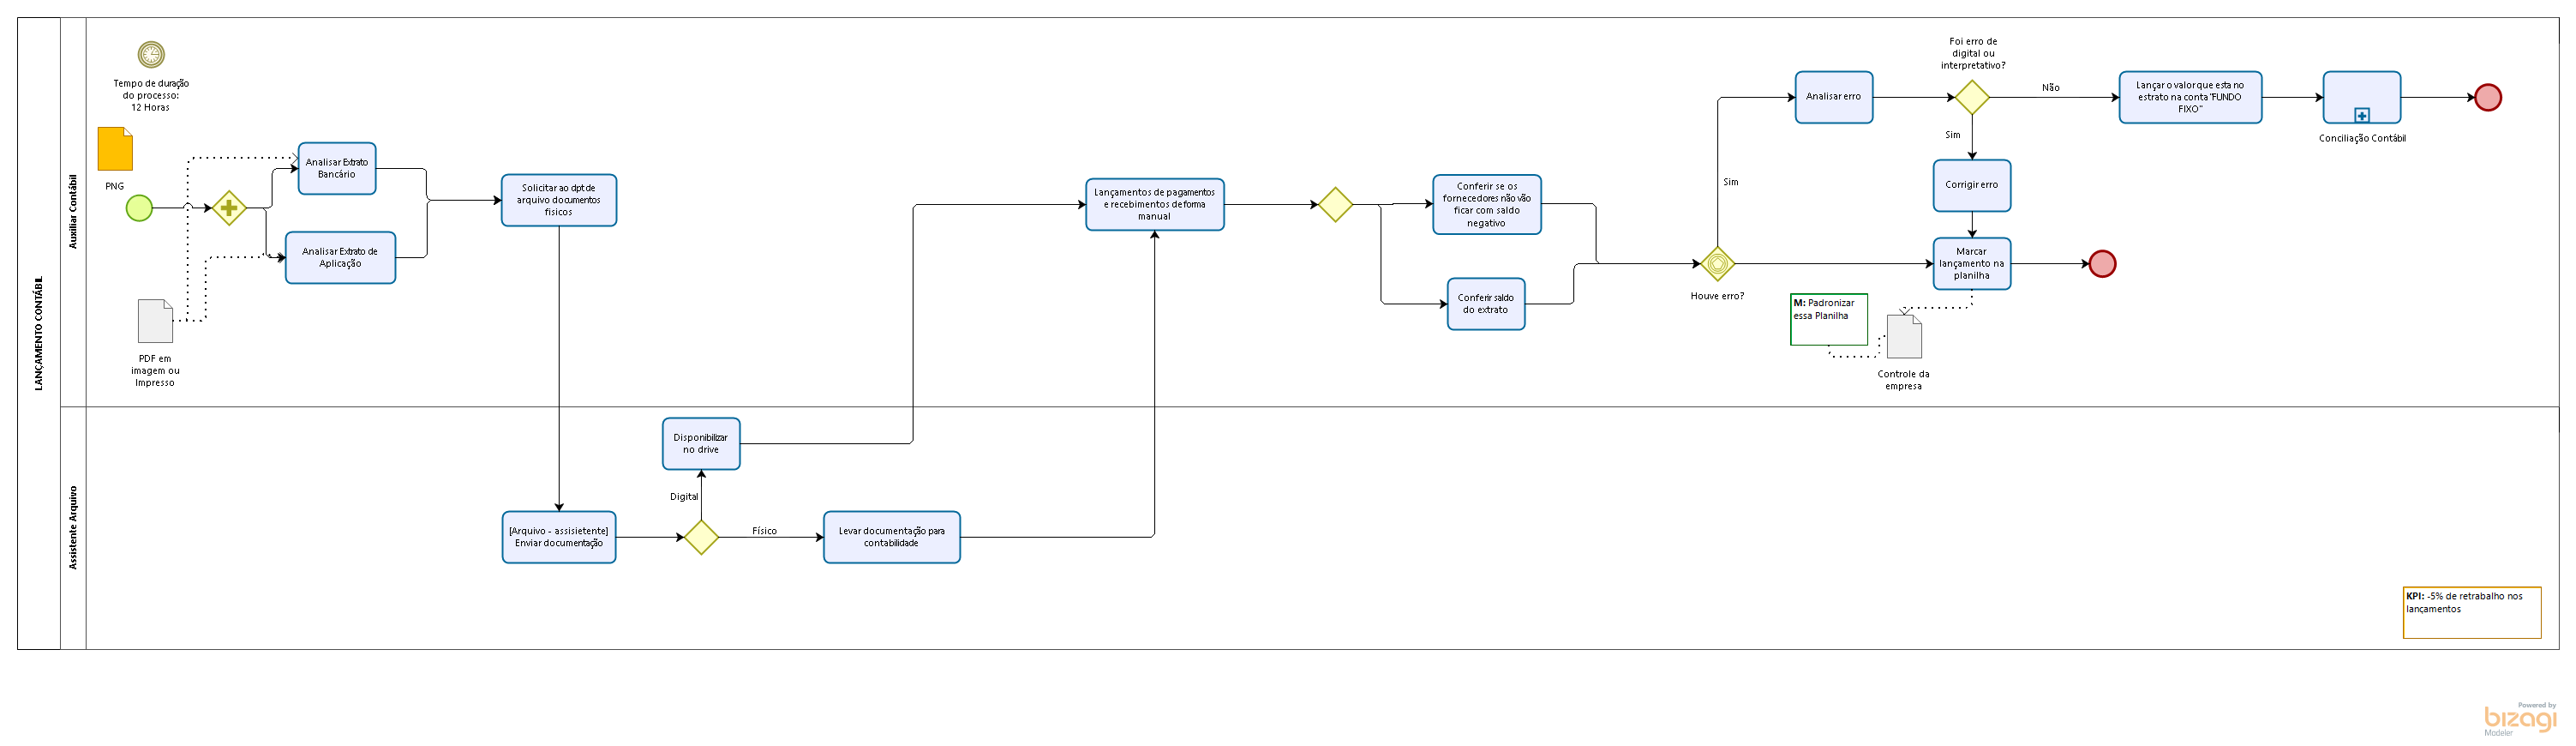 LANÇAMENTO CONTÁBIL
Auxiliar Contábil
Tempo de duração
do processo:
12 Horas
PNG
PDF em
imagem ou
Impresso
Analisar Extrato
Bancário
Analisar Extrato de
Aplicação
Solicitar ao dpt de
arquivo documentos
fisicos
Lançamentos de pagamentos
e recebimentos de forma
manual
Conferir se os
fornecedores não vão
ficar com saldo
negativo
Conferir saldo
do extrato
Houve erro?
Sim
Analisar erro
Foi erro de
digital ou
interpretativo?
Não
Sim
Lançar o valor que esta no
estrato na conta "FUNDO
FIXO"
Conciliação Contábil
Corrigir erro
Marcar
lançamento na
planilha
M: Padronizar
essa Planilha
Controle da
empresa
Assistente Arquivo
[Arquivo - assisietente]
Enviar documentação
Digital
Disponibilizar
no drive
Físico
Levar documentação para
contabilidade
KPI: -5% de retrabalho nos
lançamentos
Powered by
bizagi
Modeler